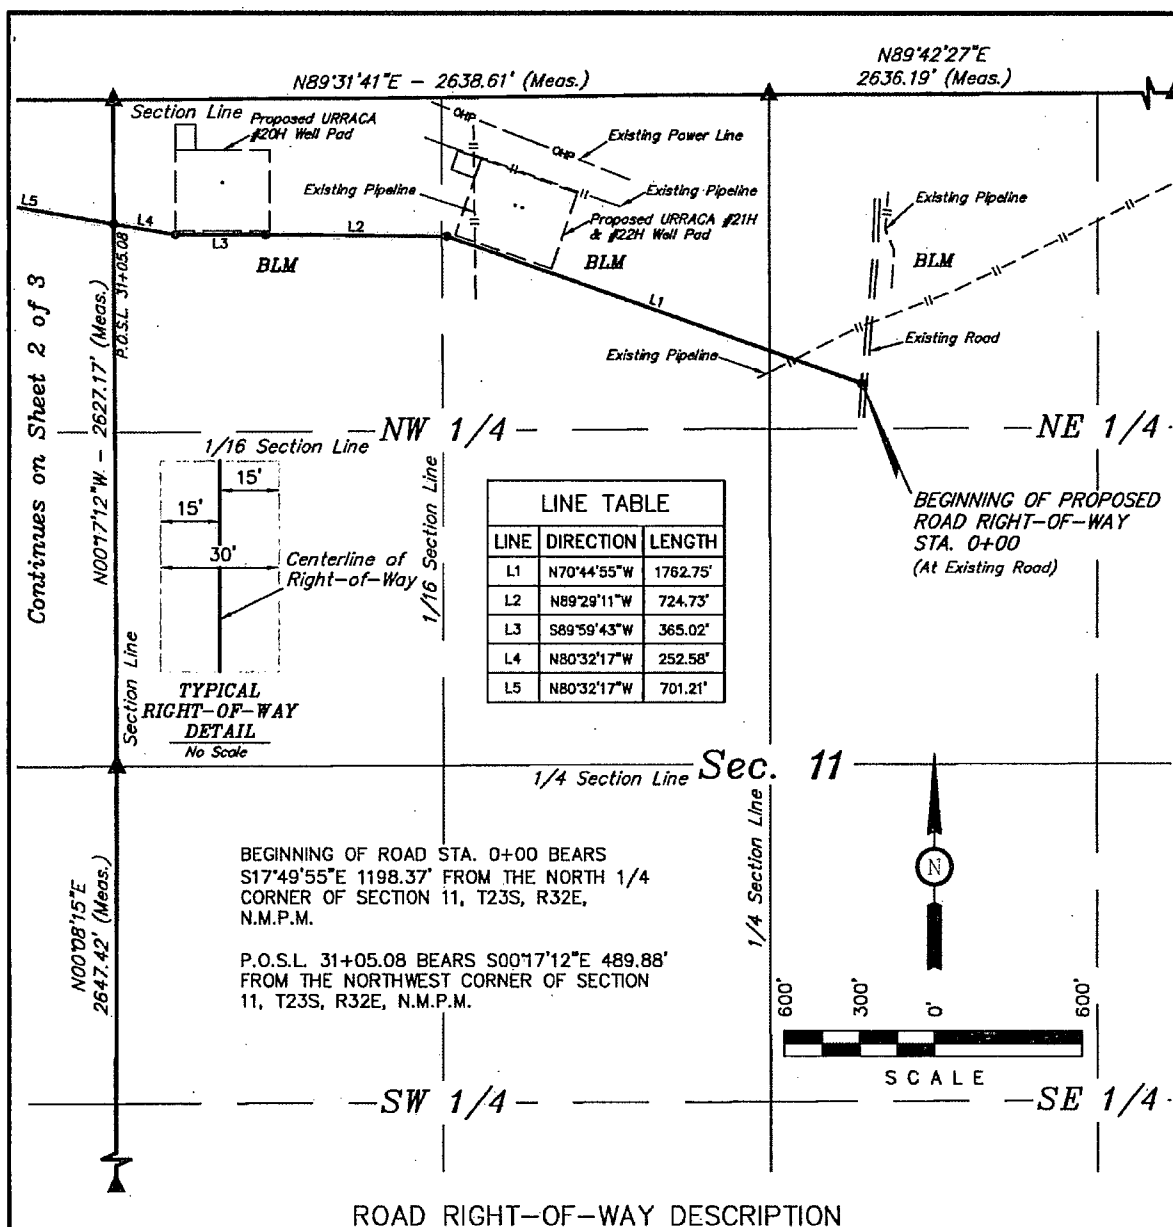 N89°31'41"E - 2638.61' (Meas.)
N89°42'27"E
2636.19' (Meas.)
Section Line
Proposed URRACA
#20H Well Pad
OHP
Existing Power Line
OHP
Existing Pipeline
Existing Pipeline
Existing Pipeline
Proposed URRACA #21H
& #22H Well Pad
L5
L4
L3
L2
BLM
BLM
BLM
L1
P.O.S.L. 31+05.08
Existing Road
Existing Pipeline
Continues on Sheet 2 of 3
N00°17'12"W - 2627.17' (Meas.)
NW 1/4
NE 1/4
1/16 Section Line
1/16 Section Line
15'
15'
30'
Centerline of
Right-of-Way
Section Line
TYPICAL
RIGHT-OF-WAY
DETAIL
No Scale
LINE TABLE
LINE DIRECTION LENGTH
L1 N70°44'55"W 1762.75'
L2 N89°29'11"W 724.73'
L3 S89°59'43"W 365.02'
L4 N80°32'17"W 252.58'
L5 N80°32'17"W 701.21'
BEGINNING OF PROPOSED
ROAD RIGHT-OF-WAY
STA. 0+00
(At Existing Road)
1/4 Section Line
Sec. 11
1/4 Section Line
N00°08'15"E
2647.42' (Meas.)
BEGINNING OF ROAD STA. 0+00 BEARS
S17°49'55"E 1198.37' FROM THE NORTH 1/4
CORNER OF SECTION 11, T23S, R32E,
N.M.P.M.
P.O.S.L. 31+05.08 BEARS S00°17'12"E 489.88'
FROM THE NORTHWEST CORNER OF SECTION
11, T23S, R32E, N.M.P.M.
N
600'
300'
0'
600'
SCALE
SW 1/4
SE 1/4
ROAD RIGHT-OF-WAY DESCRIPTION